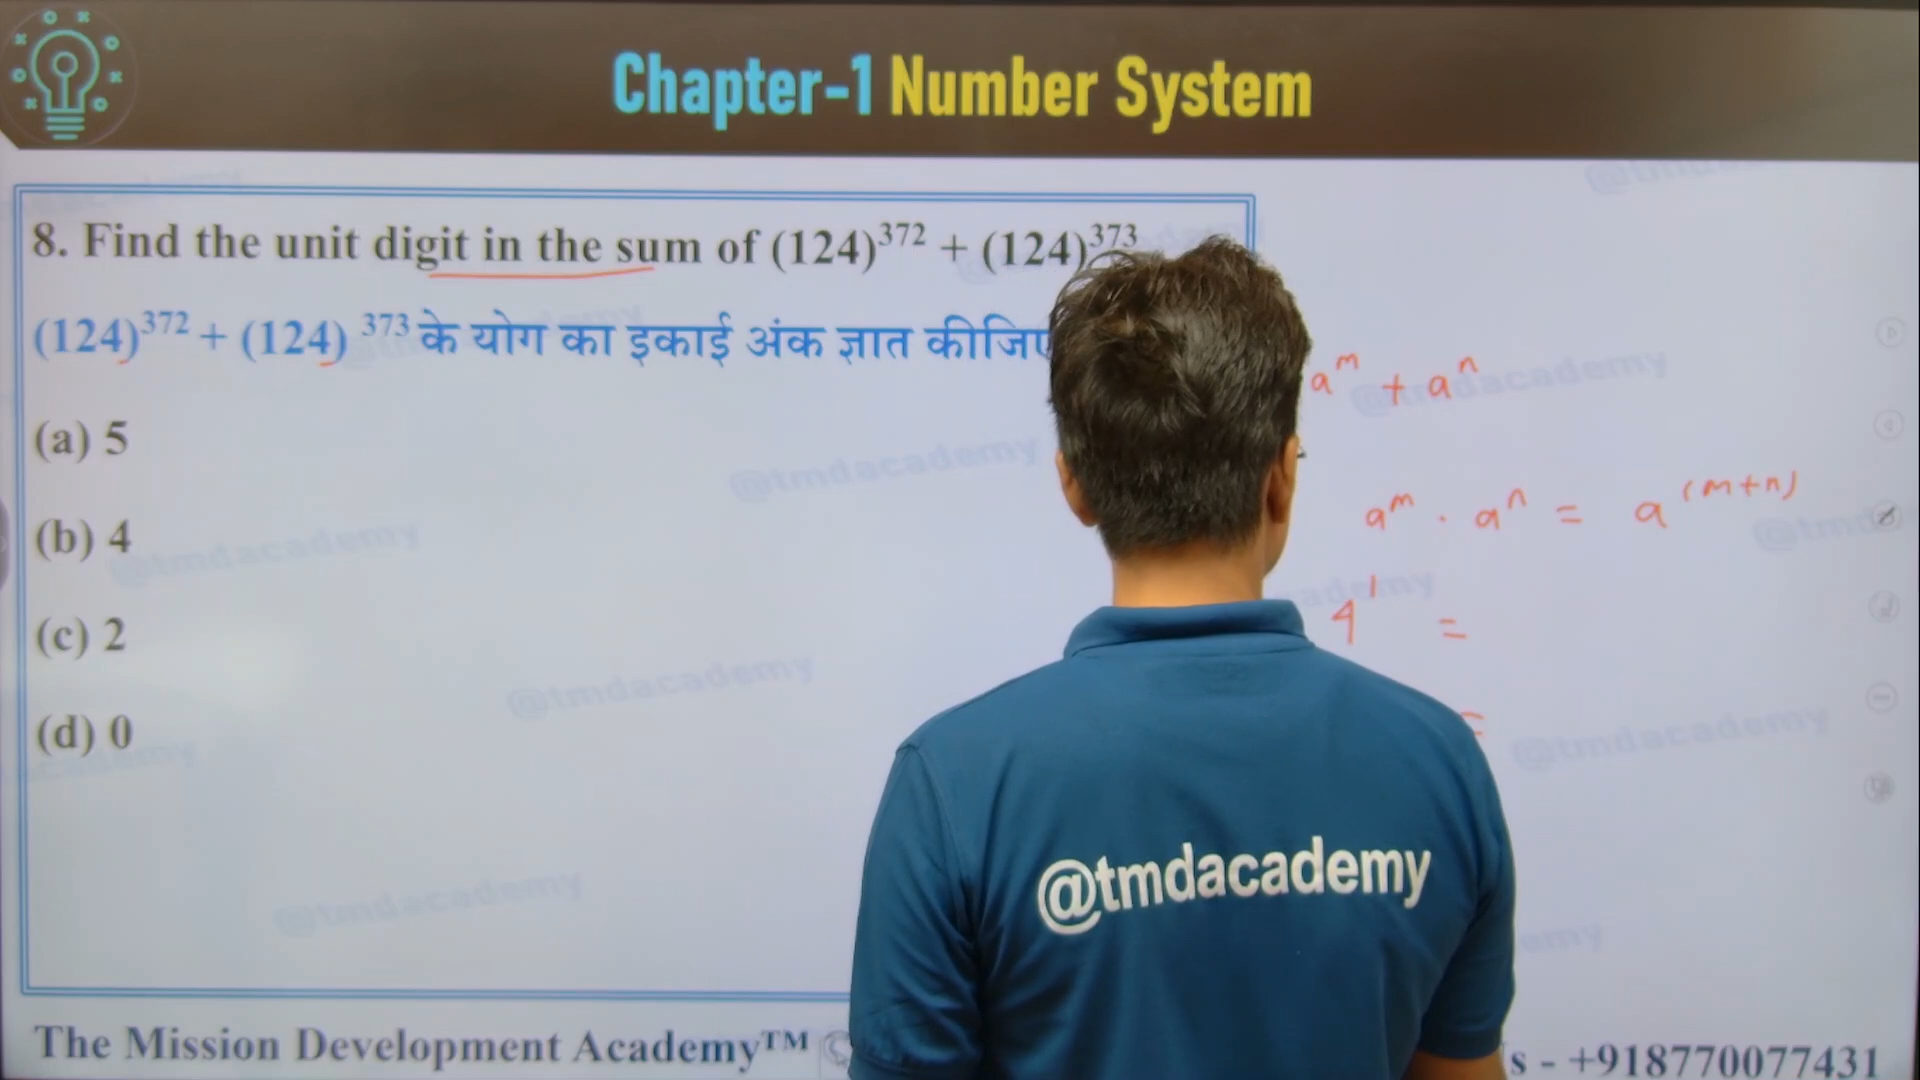 Chapter-1 Number System
8. Find the unit digit in the sum of (124)³⁷² + (124)³⁷³
(124)³⁷² + (124) ³⁷³ के योग का इकाई अंक ज्ञात कीजिए
(a) 5
(b) 4
(c) 2
(d) 0
aᵐ + aⁿ
aᵐ . aⁿ = a⁽ᵐ⁺ⁿ⁾
4¹ =
=
@tmdacademy
The Mission Development Academy™
s - +918770077431